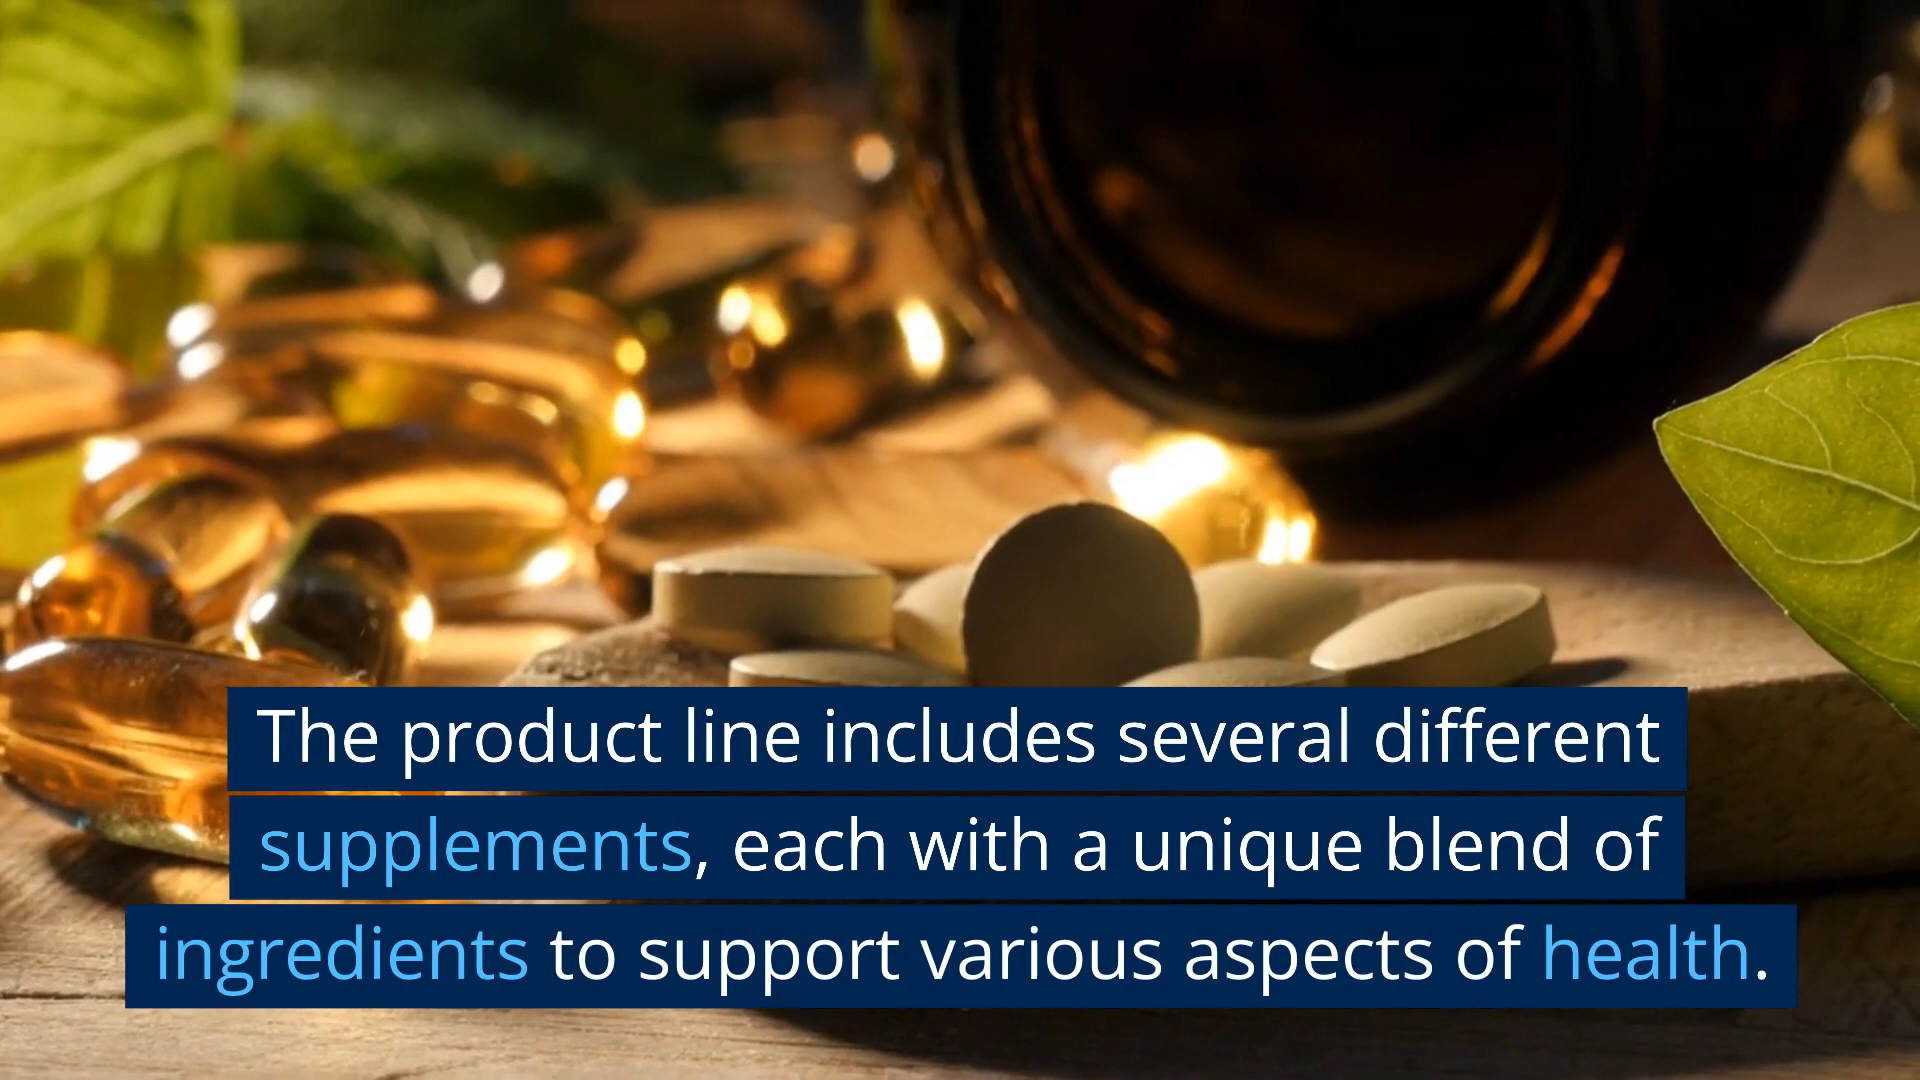 The product line includes several different
supplements, each with a unique blend of
ingredients to support various aspects of health.